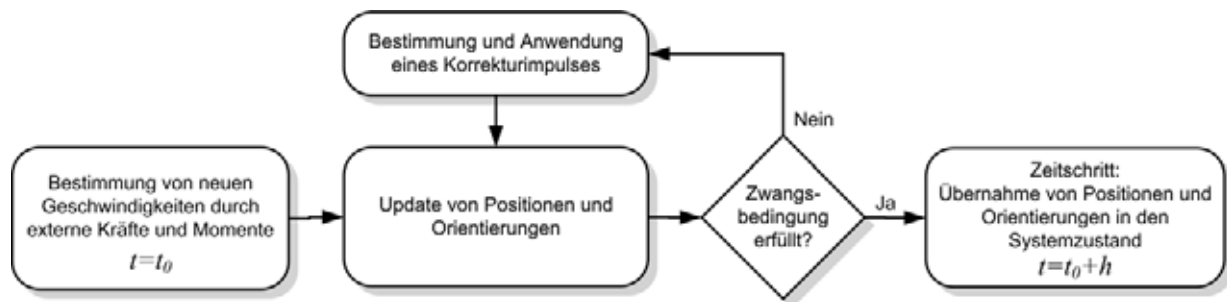 Bestimmung und Anwendung
eines Korrekturimpulses
Nein
Bestimmung von neuen
Geschwindigkeiten durch
externe Kräfte und Momente
t=t₀
Update von Positionen und
Orientierungen
Zwangs-
bedingung
erfüllt?
Ja
Zeitschritt:
Übernahme von Positionen und
Orientierungen in den
Systemzustand
t=t₀+h